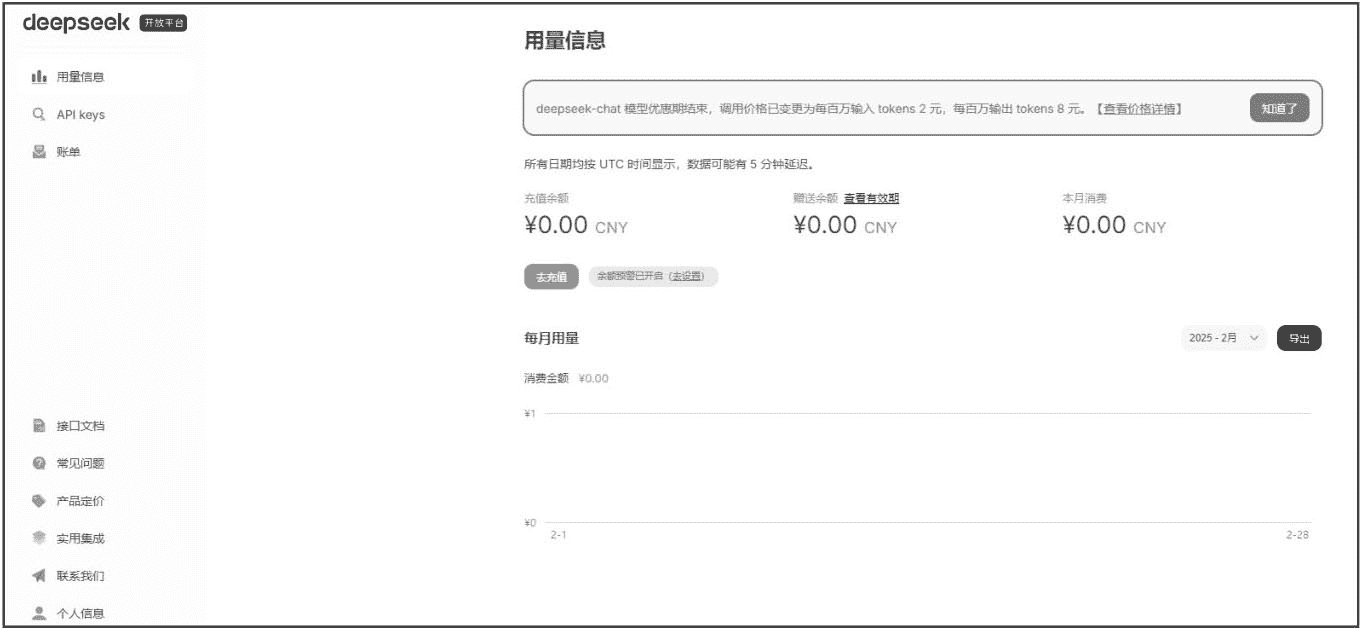 deepseek 开放平台
用量信息
API keys
账单
接口文档
常见问题
产品定价
实用集成
联系我们
个人信息
用量信息
deepseek-chat 模型优惠期结束，调用价格已变更为每百万输入 tokens 2 元，每百万输出 tokens 8 元。【查看价格详情】 知道了
所有日期均按 UTC 时间显示，数据可能有 5 分钟延迟。
充值余额 赠送余额 查看有效期 本月消费
¥0.00 CNY ¥0.00 CNY ¥0.00 CNY
去充值 余额预警已开启（去设置）
每月用量 2025 - 2月 导出
消费金额 ¥0.00
¥1
¥0
2-1 2-28